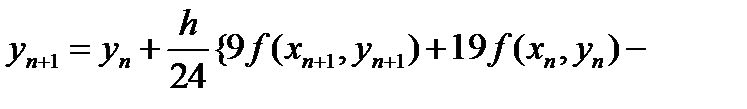 y_{n+1} = y_n + \frac{h}{24} \{9f(x_{n+1}, y_{n+1}) + 19f(x_n, y_n) -